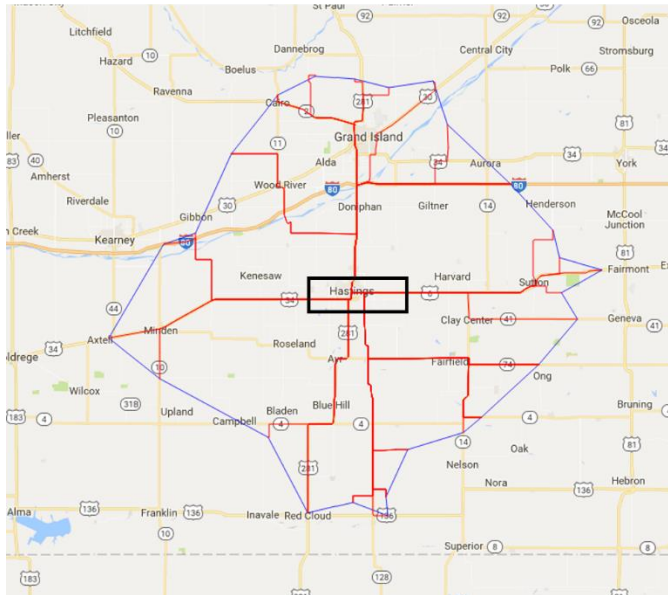 St Paul
92
92
Osceola
Litchfield
10
Dannebrog
Central City
Stromsburg
Hazard
Boelus
Polk
66
Ravenna
Cairo
2
281
30
81
Pleasanton
10
Grand Island
11
Alda
34
34
York
83
40
Amherst
Aurora
Wood River
80
80
Riverdale
30
Doniphan
Giltner
14
Henderson
Gibbon
McCool
Junction
Creek
Kearney
80
Kenesaw
Harvard
Sutton
Fairmont
Hastings
34
6
44
281
Clay Center
41
Geneva
41
Minden
Axtell
34
Roseland
Ayr
Fairfield
74
10
Ong
Wilcox
318
Upland
Bladen
Blue Hill
Bruning
183
4
Campbell
4
4
4
4
14
81
Oak
281
Nelson
Nora
Hebron
Alma
136
Franklin
Inavale
Red Cloud
136
136
136
10
Superior
8
8
183
128